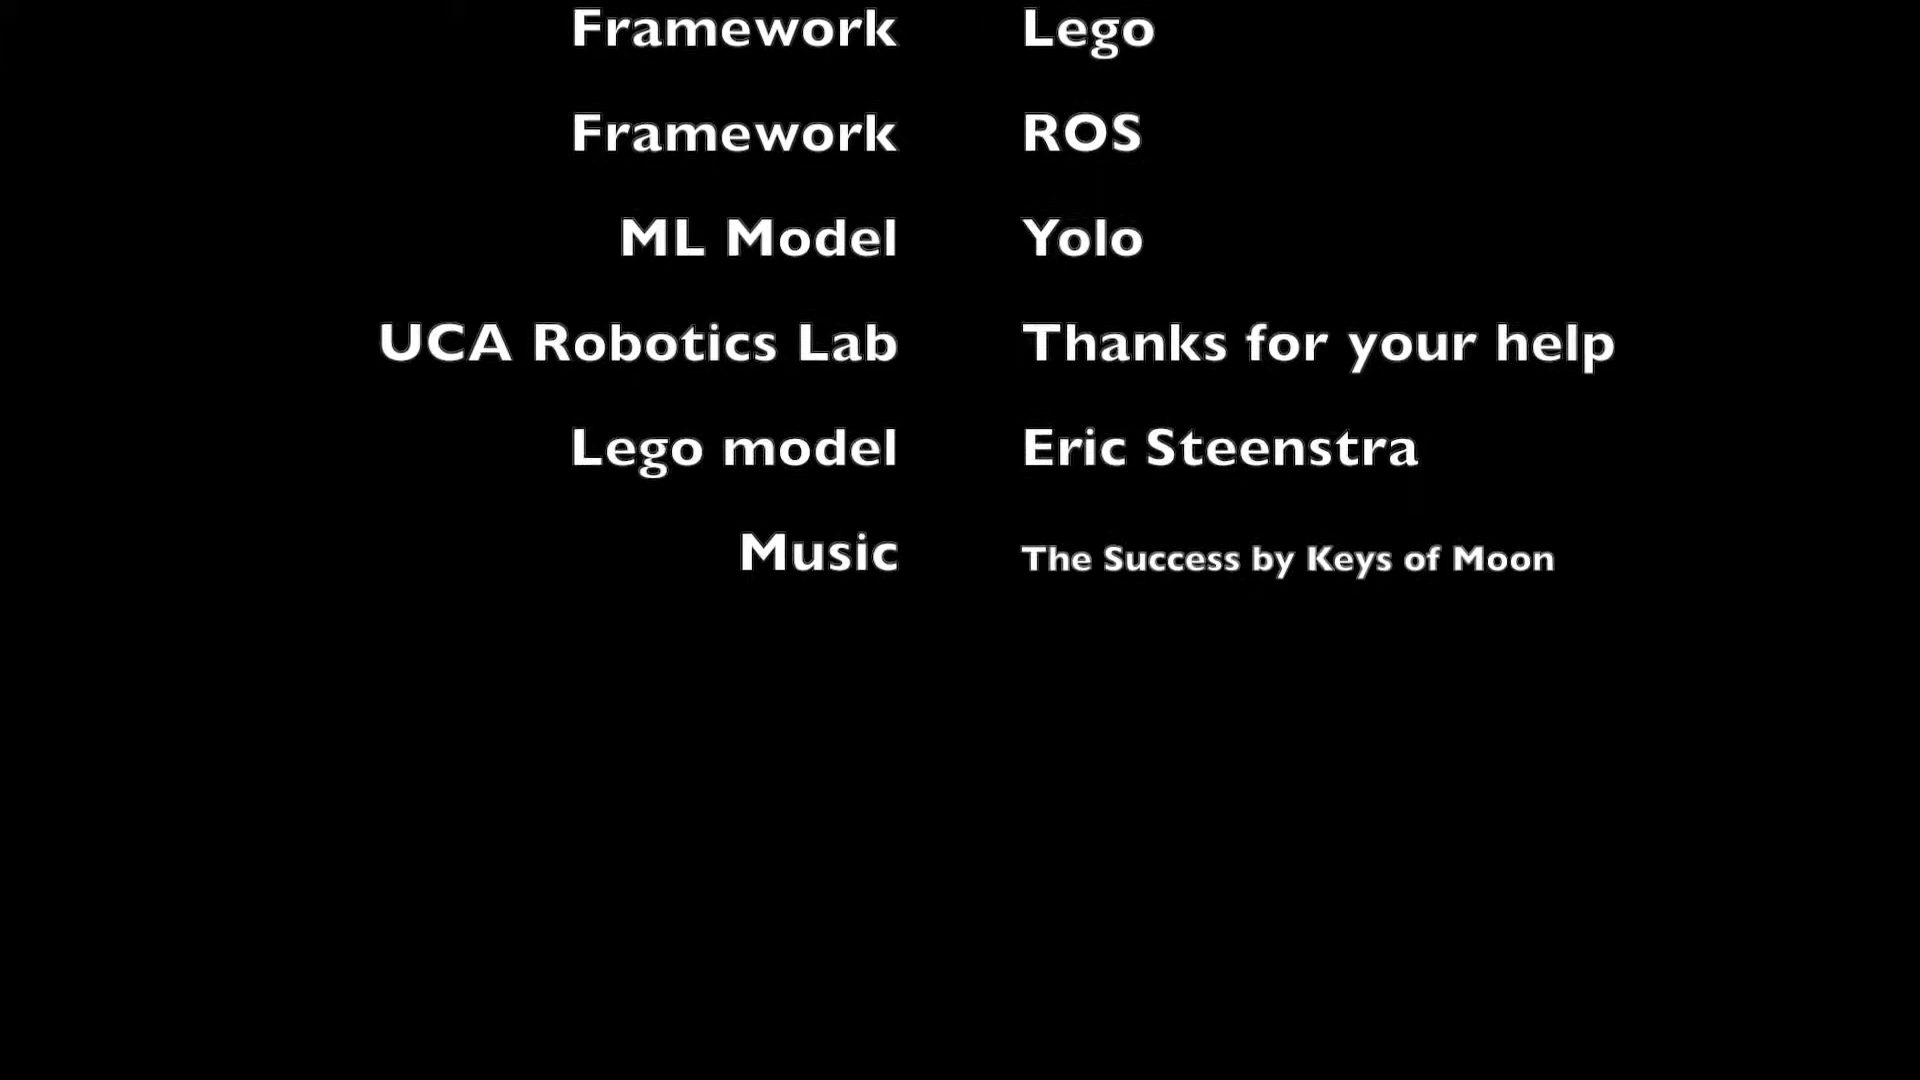 Framework Lego
Framework ROS
ML Model Yolo
UCA Robotics Lab Thanks for your help
Lego model Eric Steenstra
Music The Success by Keys of Moon